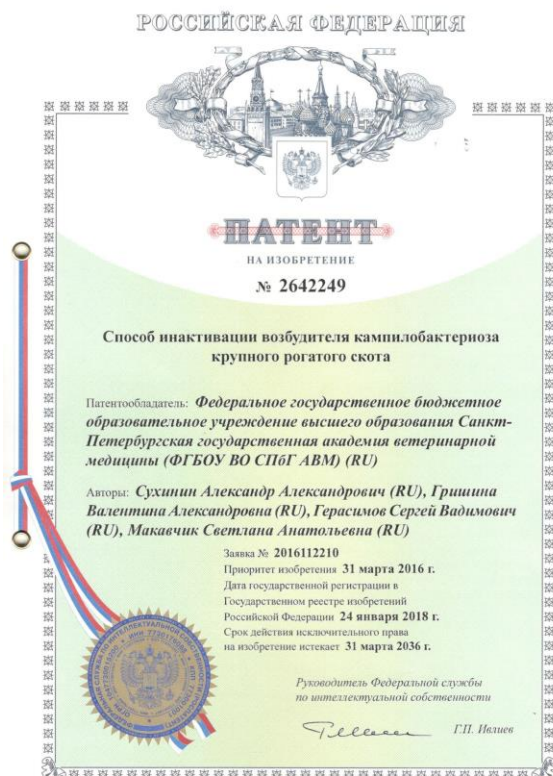 РОССИЙСКАЯ ФЕДЕРАЦИЯ
ПАТЕНТ
НА ИЗОБРЕТЕНИЕ
№ 2642249
Способ инактивации возбудителя кампилобактериоза
крупного рогатого скота
Патентообладатель: Федеральное государственное бюджетное
образовательное учреждение высшего образования Санкт-
Петербургская государственная академия ветеринарной
медицины (ФГБОУ ВО СПбГ АВМ) (RU)
Авторы: Сухинин Александр Александрович (RU), Гришина
Валентина Александровна (RU), Герасимов Сергей Вадимович
(RU), Макавчик Светлана Анатольевна (RU)
Заявка № 2016112210
Приоритет изобретения 31 марта 2016 г.
Дата государственной регистрации в
Государственном реестре изобретений
Российской Федерации 24 января 2018 г.
Срок действия исключительного права
на изобретение истекает 31 марта 2036 г.
Руководитель Федеральной службы
по интеллектуальной собственности
Г.П. Ивлиев